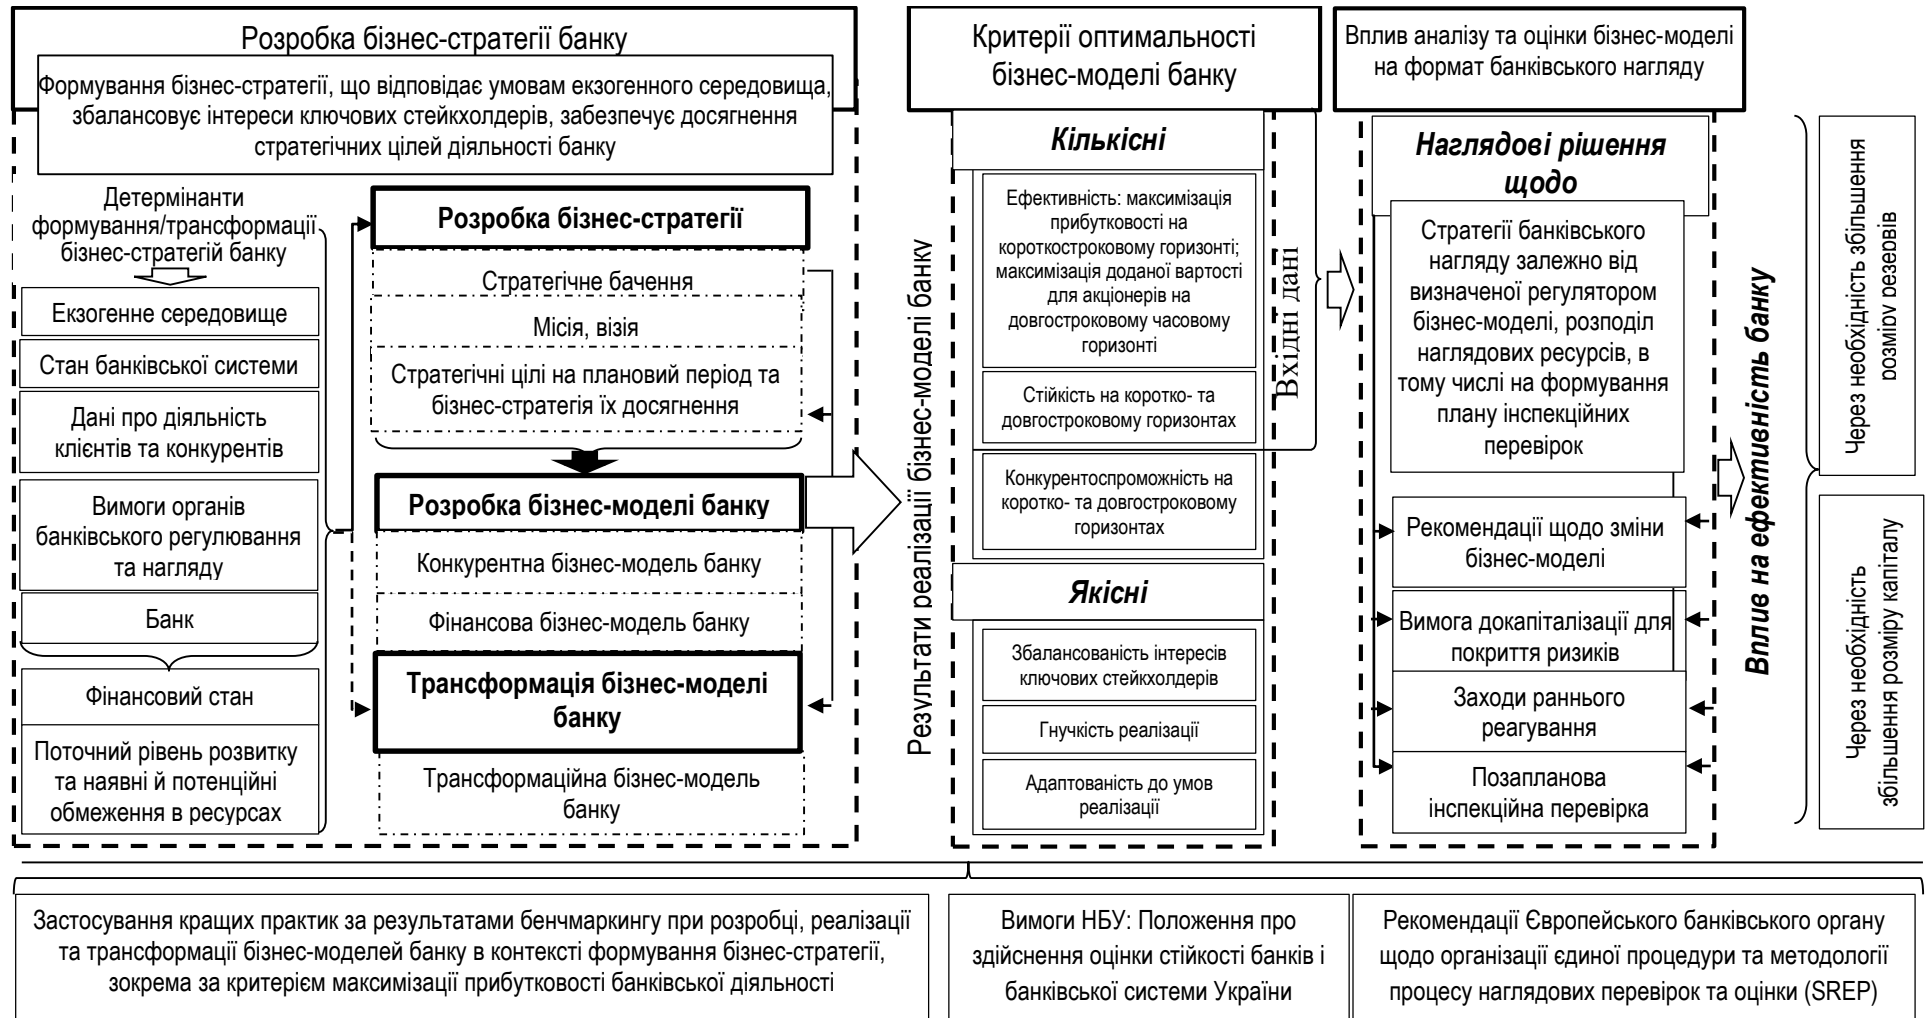 Розробка бізнес-стратегії банку
Формування бізнес-стратегії, що відповідає умовам екзогенного середовища,
збалансовує інтереси ключових стейкхолдерів, забезпечує досягнення
стратегічних цілей діяльності банку
Детермінанти
формування/трансформації
бізнес-стратегій банку
Екзогенне середовище
Стан банківської системи
Дані про діяльність
клієнтів та конкурентів
Вимоги органів
банківського регулювання
та нагляду
Банк
Фінансовий стан
Поточний рівень розвитку
та наявні й потенційні
обмеження в ресурсах
Розробка бізнес-стратегії
Стратегічне бачення
Місія, візія
Стратегічні цілі на плановий період та
бізнес-стратегія їх досягнення
Розробка бізнес-моделі банку
Конкурентна бізнес-модель банку
Фінансова бізнес-модель банку
Трансформація бізнес-моделі
банку
Трансформаційна бізнес-модель
банку
Результати реалізації бізнес-моделі банку
Критерії оптимальності
бізнес-моделі банку
Кількісні
Ефективність: максимізація
прибутковості на
короткостроковому горизонті;
максимізація доданої вартості
для акціонерів на
довгостроковому часовому
горизонті
Стійкість на коротко- та
довгостроковому горизонтах
Конкурентоспроможність на
коротко- та довгостроковому
горизонтах
Якісні
Збалансованість інтересів
ключових стейкхолдерів
Гнучкість реалізації
Адаптованість до умов
реалізації
Вхідні дані
Вплив аналізу та оцінки бізнес-моделі
на формат банківського нагляду
Наглядові рішення
щодо
Стратегії банківського
нагляду залежно від
визначеної регулятором
бізнес-моделі, розподіл
наглядових ресурсів, в
тому числі на формування
плану інспекційних
перевірок
Рекомендації щодо зміни
бізнес-моделі
Вимога докапіталізації для
покриття ризиків
Заходи раннього
реагування
Позапланова
інспекційна перевірка
Вплив на ефективність банку
Через необхідність збільшення
розміру резервів
Через необхідність
збільшення розміру капіталу
Застосування кращих практик за результатами бенчмаркингу при розробці, реалізації
та трансформації бізнес-моделей банку в контексті формування бізнес-стратегії,
зокрема за критерієм максимізації прибутковості банківської діяльності
Вимоги НБУ: Положення про
здійснення оцінки стійкості банків і
банківської системи України
Рекомендації Європейського банківського органу
щодо організації єдиної процедури та методології
процесу наглядових перевірок та оцінки (SREP)